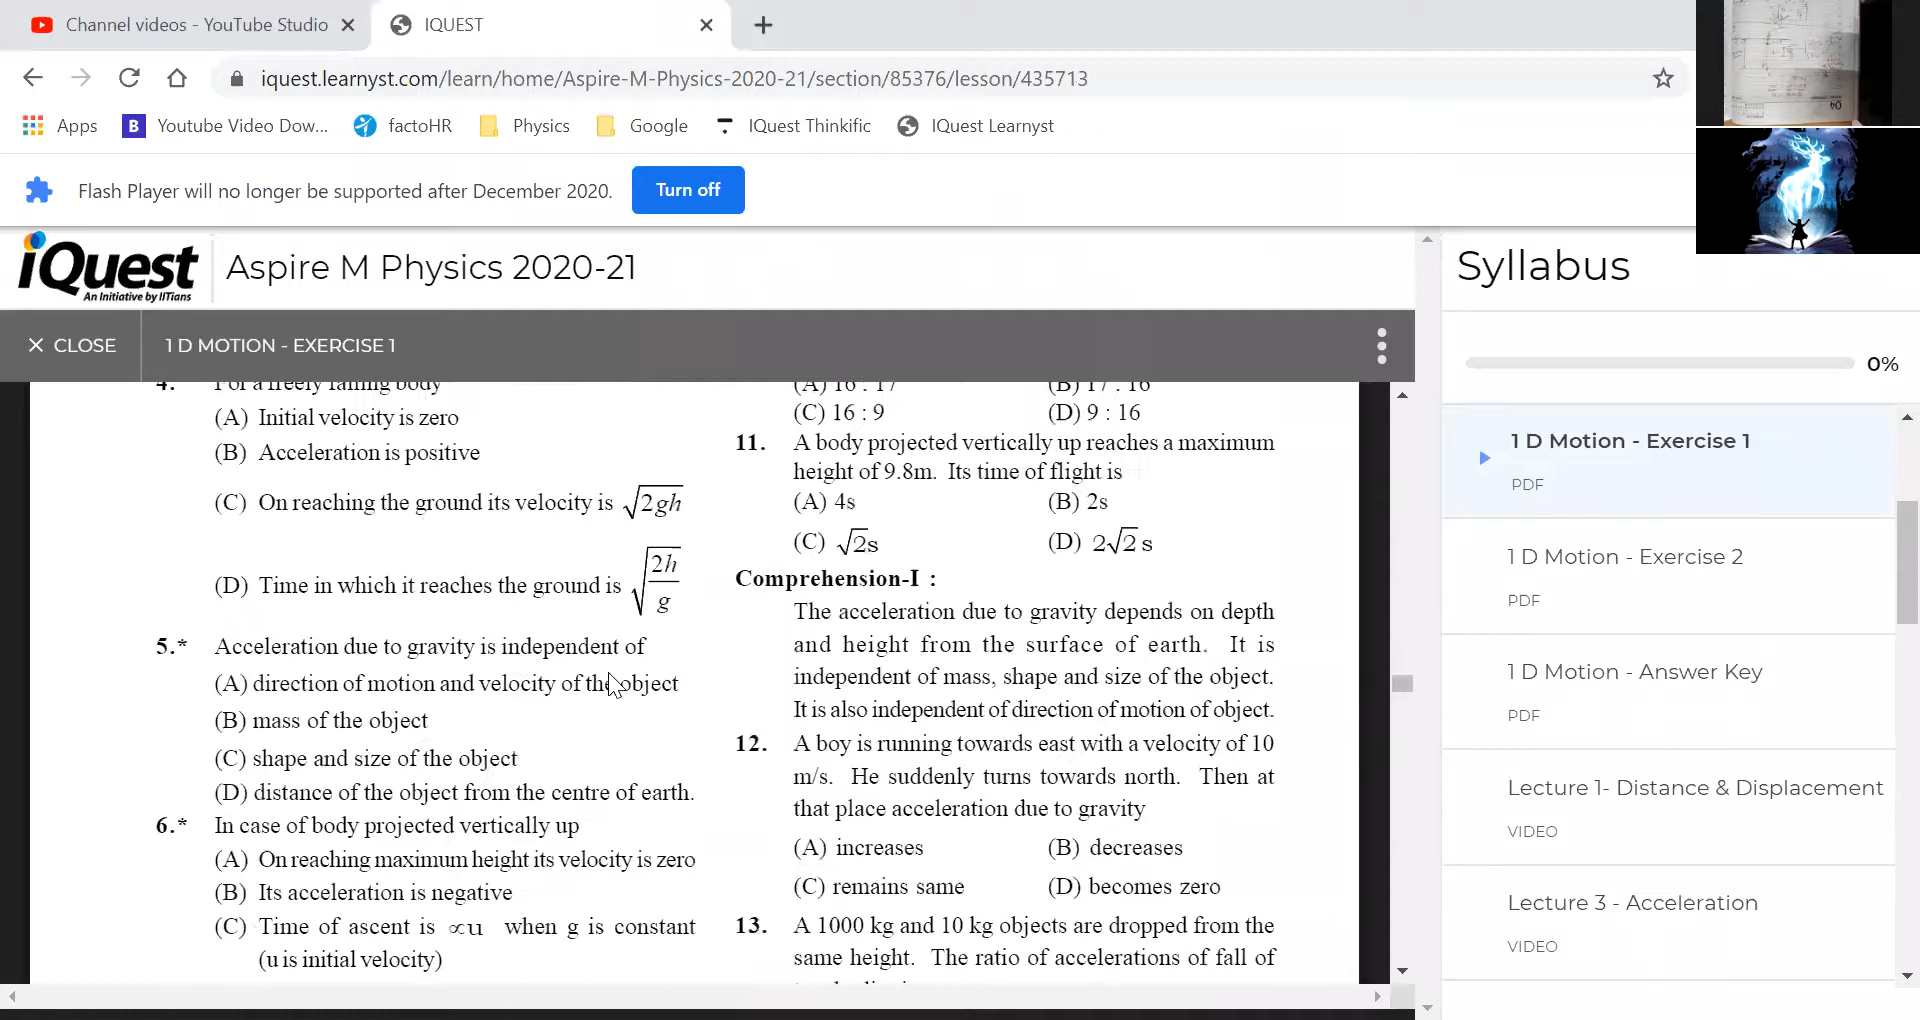 Channel videos - YouTube Studio
IQUEST
iquest.learnyst.com/learn/home/Aspire-M-Physics-2020-21/section/85376/lesson/435713
Apps
B Youtube Video Dow...
factoHR
Physics
Google
IQuest Thinkific
IQuest Learnyst
Flash Player will no longer be supported after December 2020.
Turn off
iQuest
An Initiative by IITians
Aspire M Physics 2020-21
CLOSE
1 D MOTION - EXERCISE 1
4. For a freely falling body
(A) Initial velocity is zero
(B) Acceleration is positive
(C) On reaching the ground its velocity is √2gh
(D) Time in which it reaches the ground is √2h/g
5.* Acceleration due to gravity is independent of
(A) direction of motion and velocity of the object
(B) mass of the object
(C) shape and size of the object
(D) distance of the object from the centre of earth.
6.* In case of body projected vertically up
(A) On reaching maximum height its velocity is zero
(B) Its acceleration is negative
(C) Time of ascent is ∝u when g is constant
(u is initial velocity)
(A) 16 : 17 (B) 17 : 16
(C) 16 : 9 (D) 9 : 16
11. A body projected vertically up reaches a maximum
height of 9.8m. Its time of flight is
(A) 4s (B) 2s
(C) √2s (D) 2√2 s
Comprehension-I :
The acceleration due to gravity depends on depth
and height from the surface of earth. It is
independent of mass, shape and size of the object.
It is also independent of direction of motion of object.
12. A boy is running towards east with a velocity of 10
m/s. He suddenly turns towards north. Then at
that place acceleration due to gravity
(A) increases (B) decreases
(C) remains same (D) becomes zero
13. A 1000 kg and 10 kg objects are dropped from the
same height. The ratio of accelerations of fall of
Syllabus
0%
1 D Motion - Exercise 1
PDF
1 D Motion - Exercise 2
PDF
1 D Motion - Answer Key
PDF
Lecture 1- Distance & Displacement
VIDEO
Lecture 3 - Acceleration
VIDEO